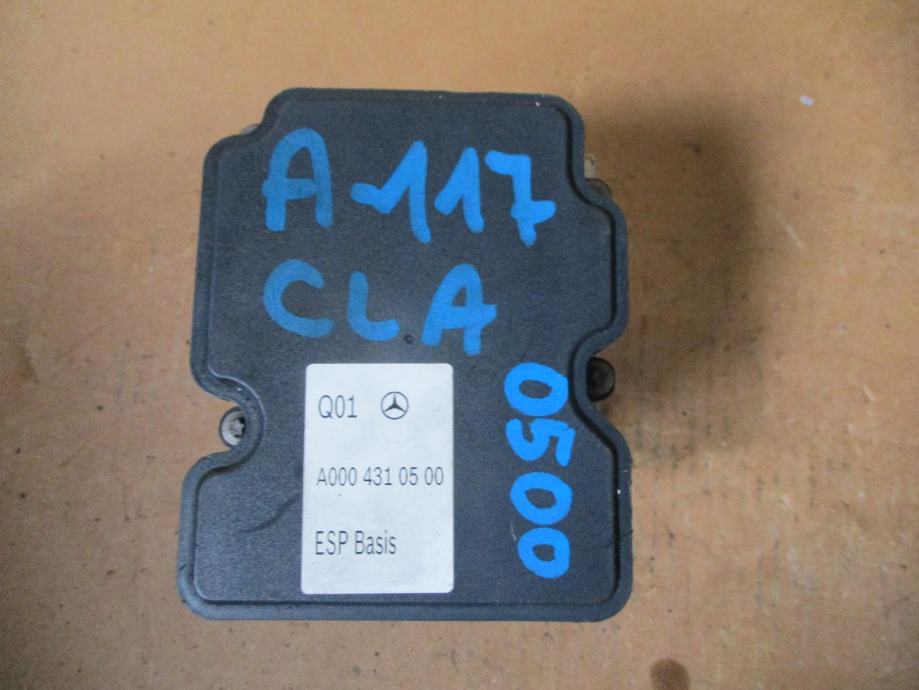 A-117
CLA
0500
Q01
A000 431 05 00
ESP Basis